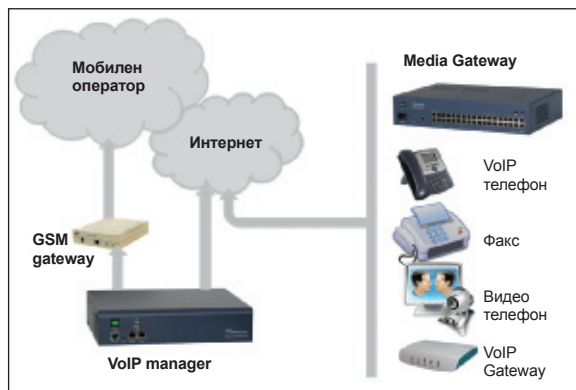 Мобилен
оператор
Интернет
GSM
gateway
VoIP manager
Media Gateway
VoIP
телефон
Факс
Видео
телефон
VoIP
Gateway